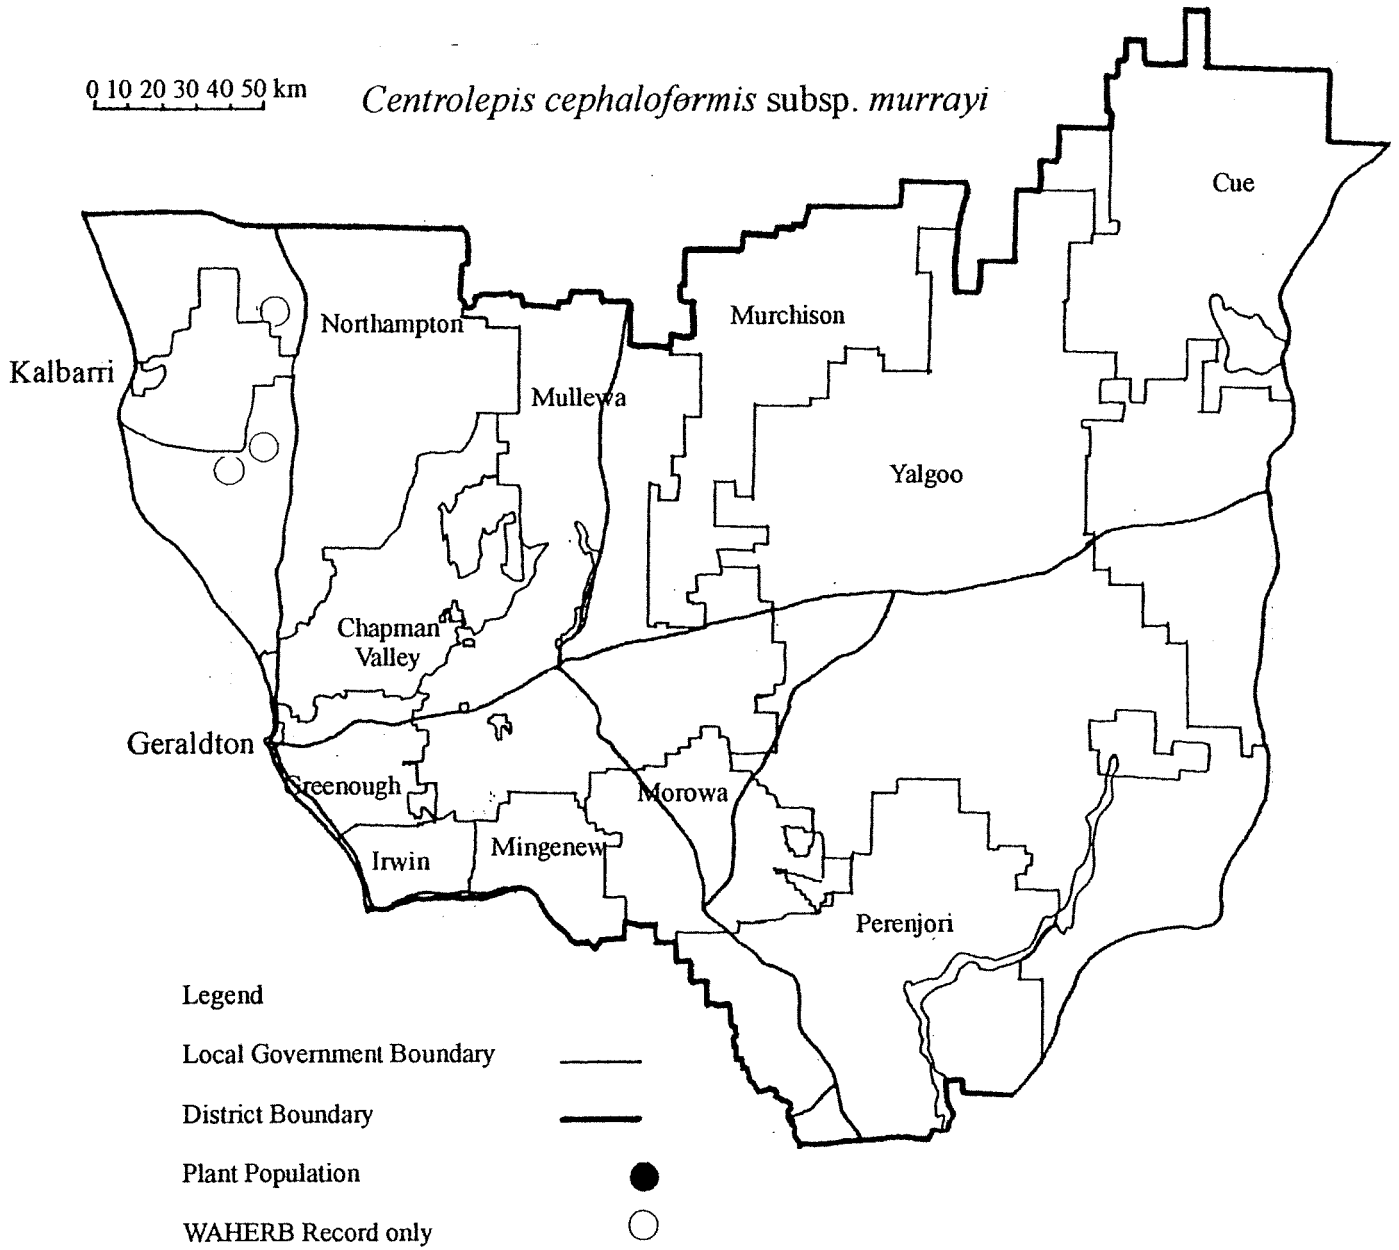 0 10 20 30 40 50 km
Centrolepis cephaloformis subsp. murrayi
Cue
Northampton
Murchison
Kalbarri
Mullewa
Yalgoo
Chapman
Valley
Geraldton
Greenough
Morowa
Irwin
Mingenew
Perenjori
Legend
Local Government Boundary
District Boundary
Plant Population
WAHERB Record only